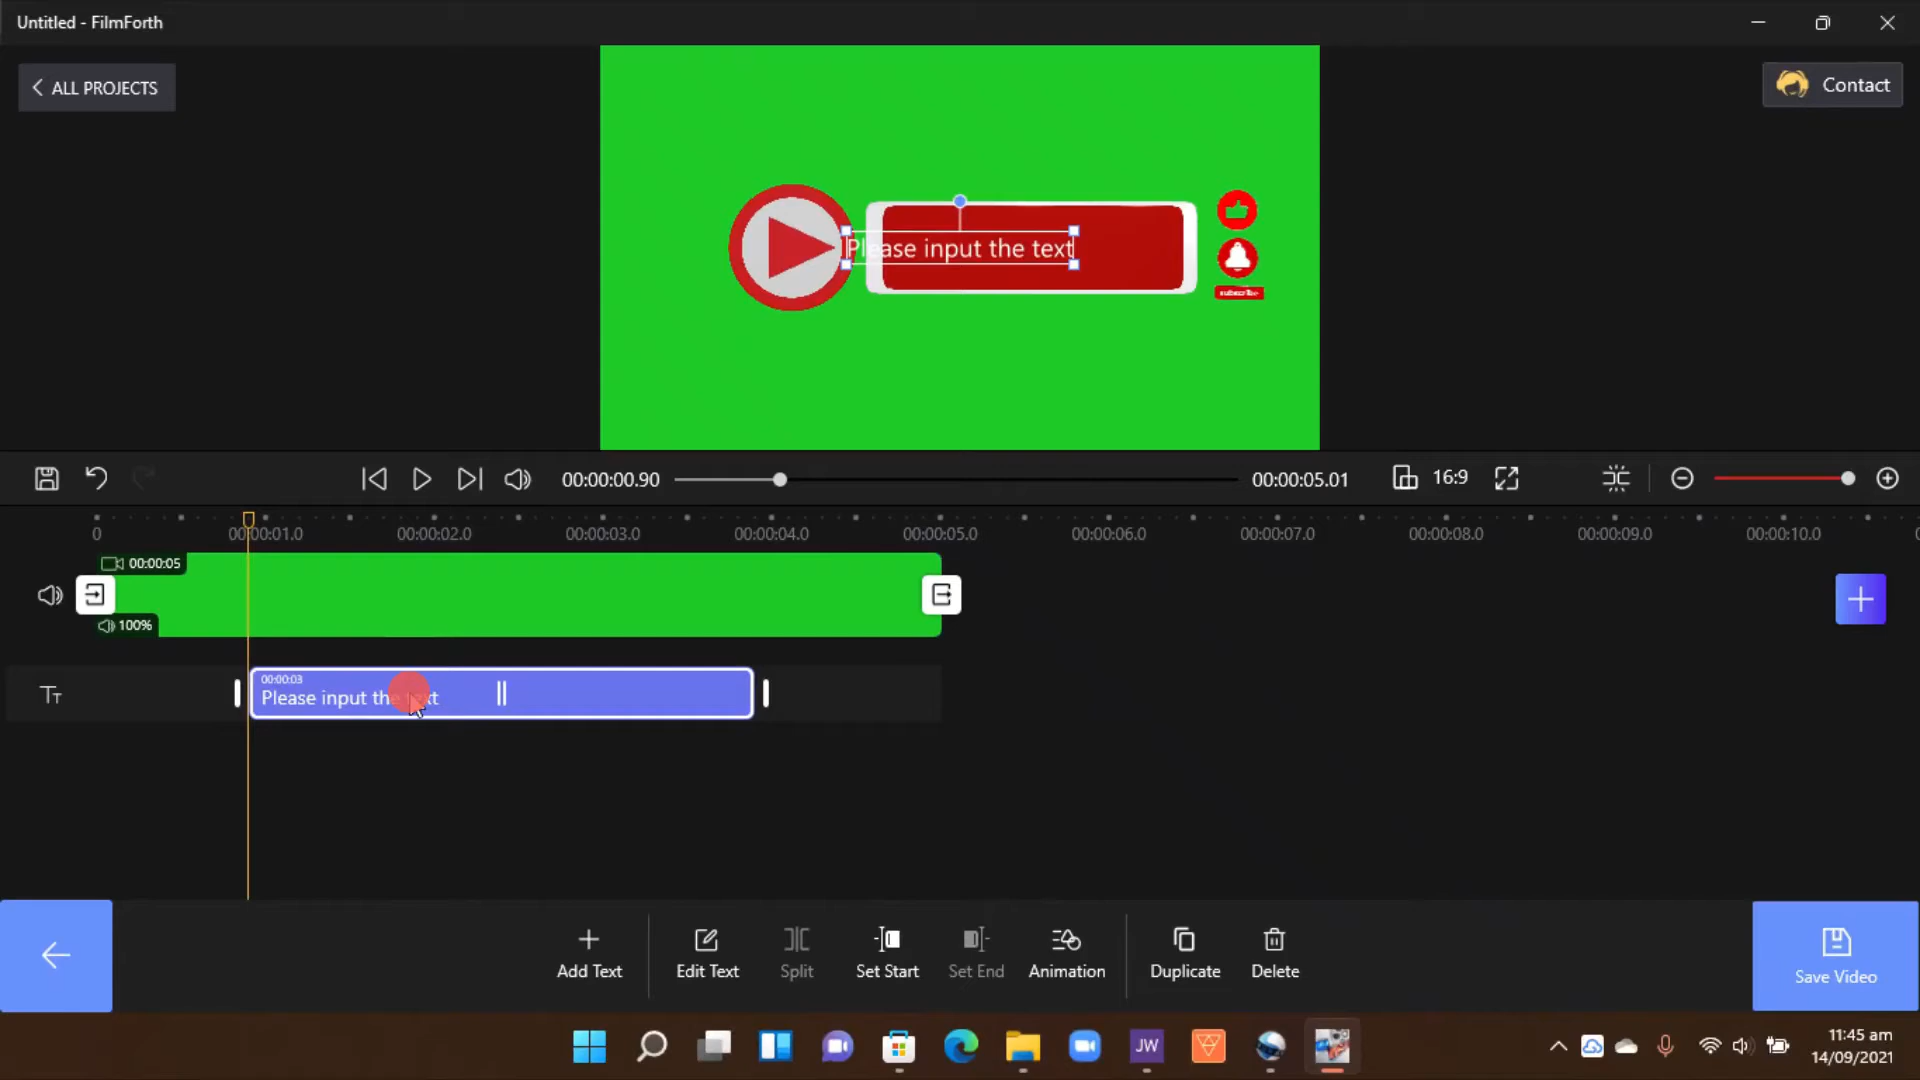 Untitled - FilmForth
ALL PROJECTS
Contact
Please input the text
subscribe
00:00:00.90
00:00:05.01
16:9
0
00:00:01.0
00:00:02.0
00:00:03.0
00:00:04.0
00:00:05.0
00:00:06.0
00:00:07.0
00:00:08.0
00:00:09.0
00:00:10.0
00:00:05
100%
00:00:03
Please input the text
Add Text
Edit Text
Split
Set Start
Set End
Animation
Duplicate
Delete
Save Video
JW
11:45 am
14/09/2021